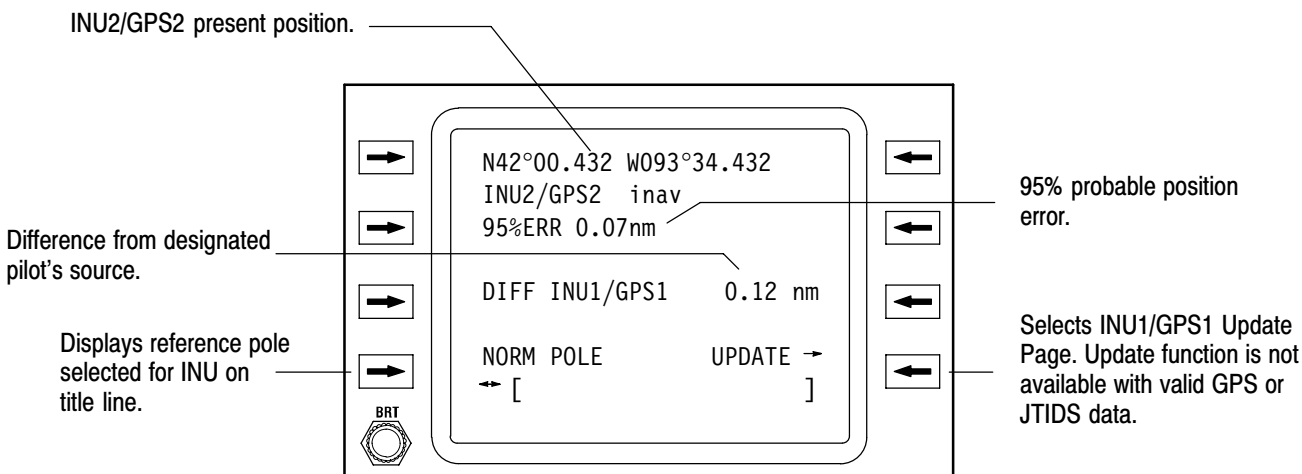 INU2/GPS2 present position.
N42°00.432 W093°34.432
INU2/GPS2 inav
95%ERR 0.07nm
95% probable position
error.
Difference from designated
pilot's source.
DIFF INU1/GPS1 0.12 nm
Displays reference pole
selected for INU on
title line.
NORM POLE UPDATE →
↔ [ ]
Selects INU1/GPS1 Update
Page. Update function is not
available with valid GPS or
JTIDS data.
BRT